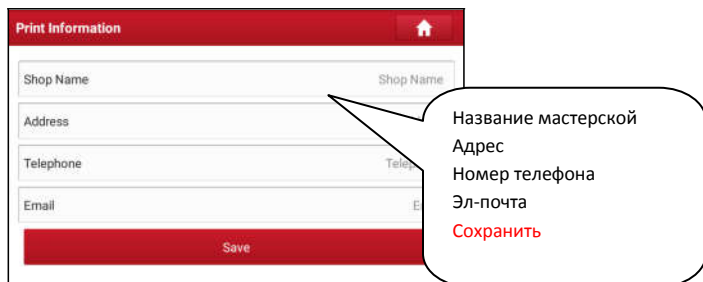 Print Information
Shop Name Shop Name
Address
Telephone
Email
Save
Название мастерской
Адрес
Номер телефона
Эл-почта
Сохранить